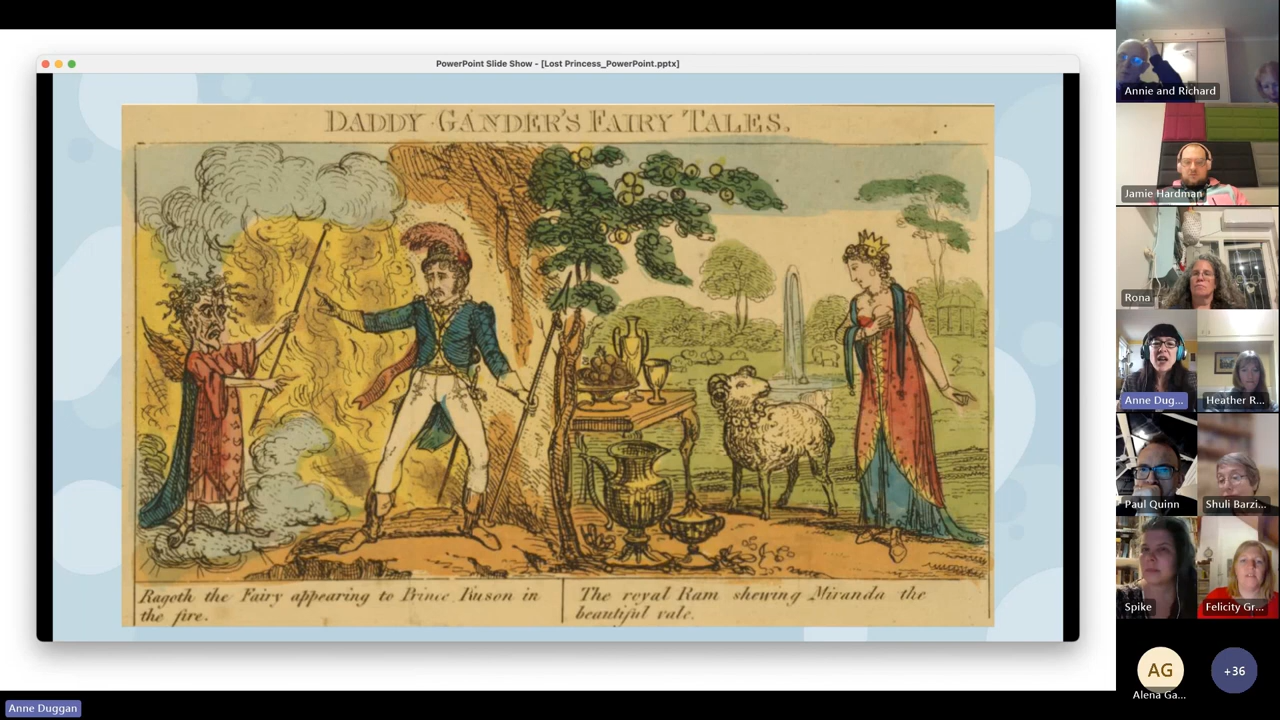 PowerPoint Slide Show - [Lost Princess_PowerPoint.pptx]
DADDY GANDER'S FAIRY TALES.
Ragoth the Fairy appearing to Prince Ruson in
the fire.
The royal Ram shewing Miranda the
beautiful vale.
Annie and Richard
Jamie Hardman
Rona
Anne Dug...
Heather R...
Paul Quinn
Shuli Barzi...
Spike
Felicity Gr...
AG
Alena Ga...
+36
Anne Duggan